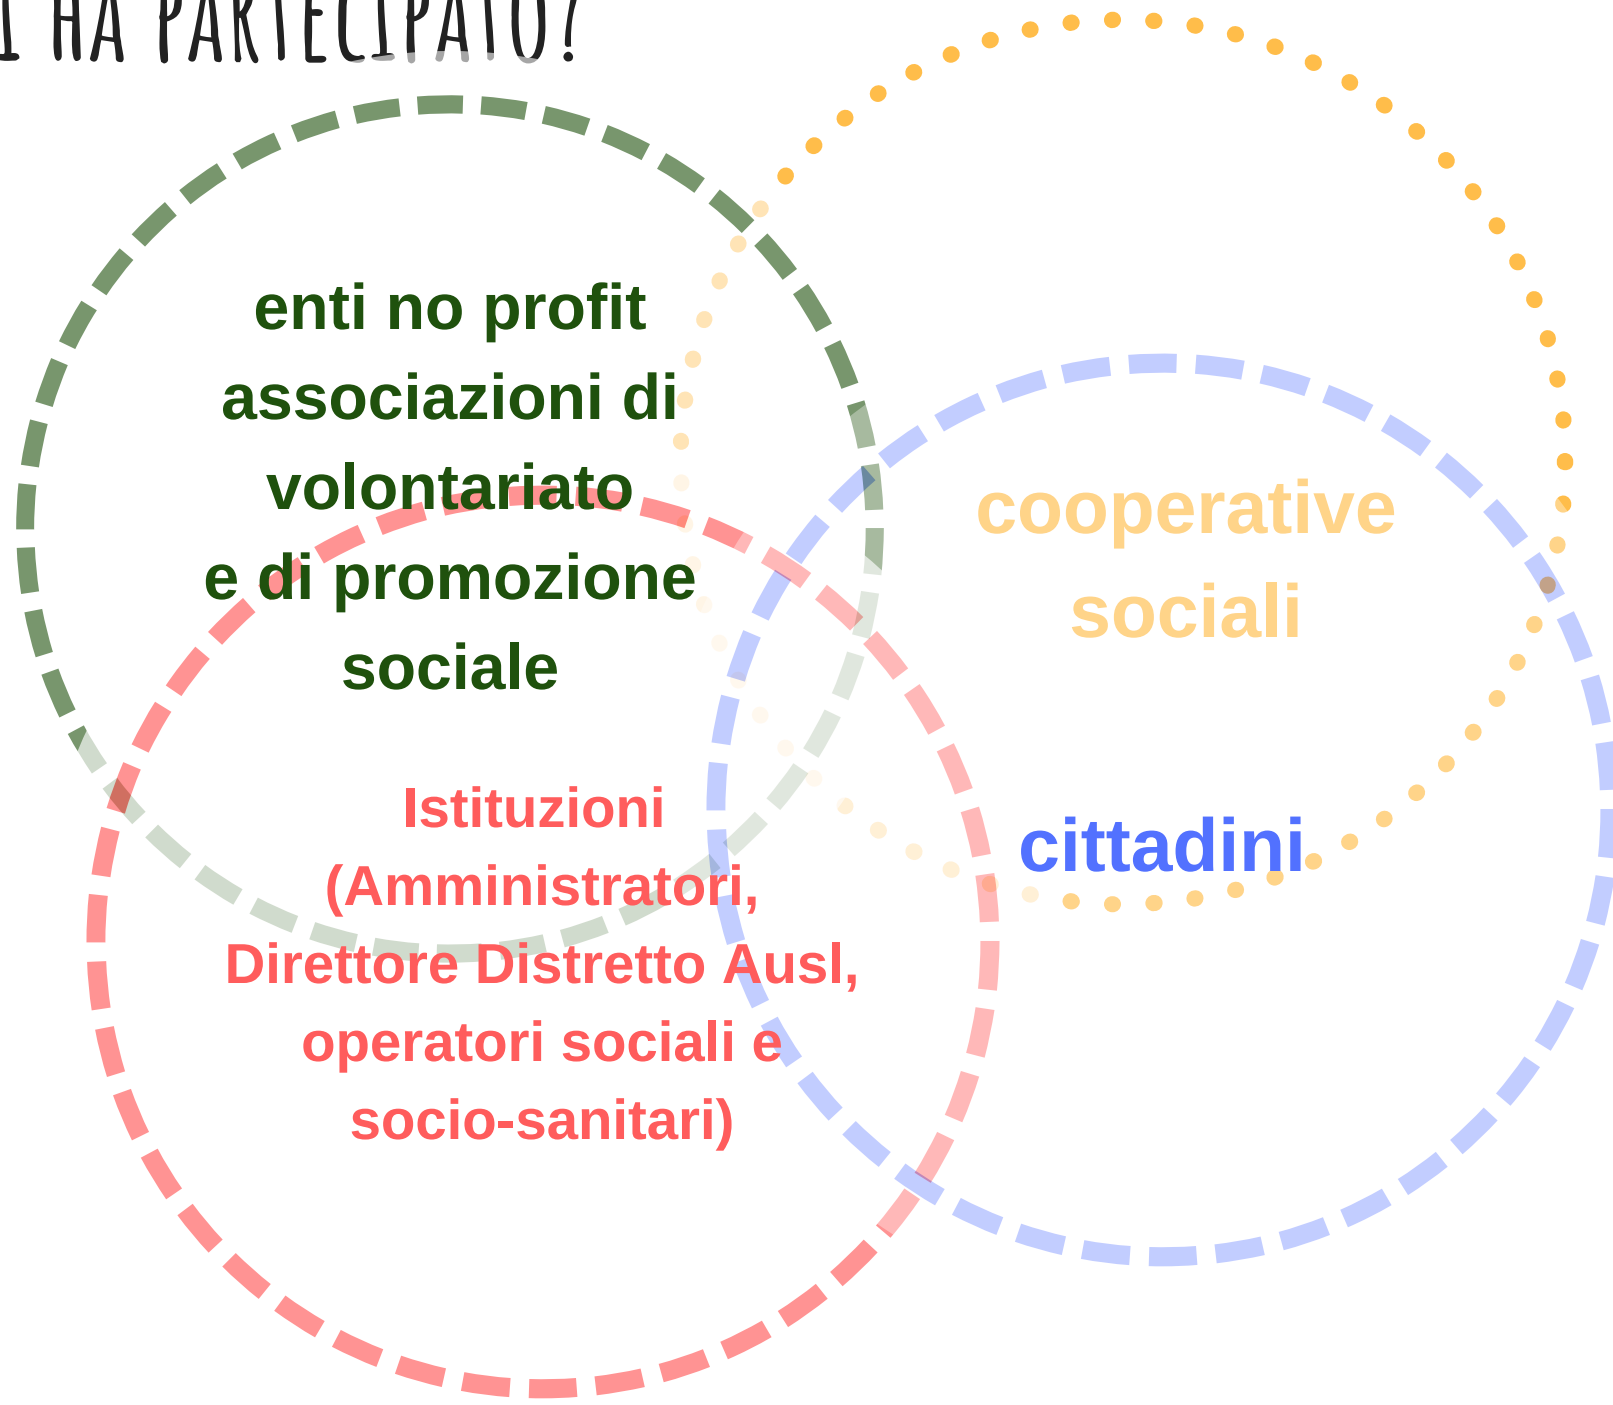 I HA PARTECIPATO?
enti no profit
associazioni di
volontariato
e di promozione
sociale
cooperative
sociali
Istituzioni
(Amministratori,
Direttore Distretto Ausl,
operatori sociali e
socio-sanitari)
cittadini